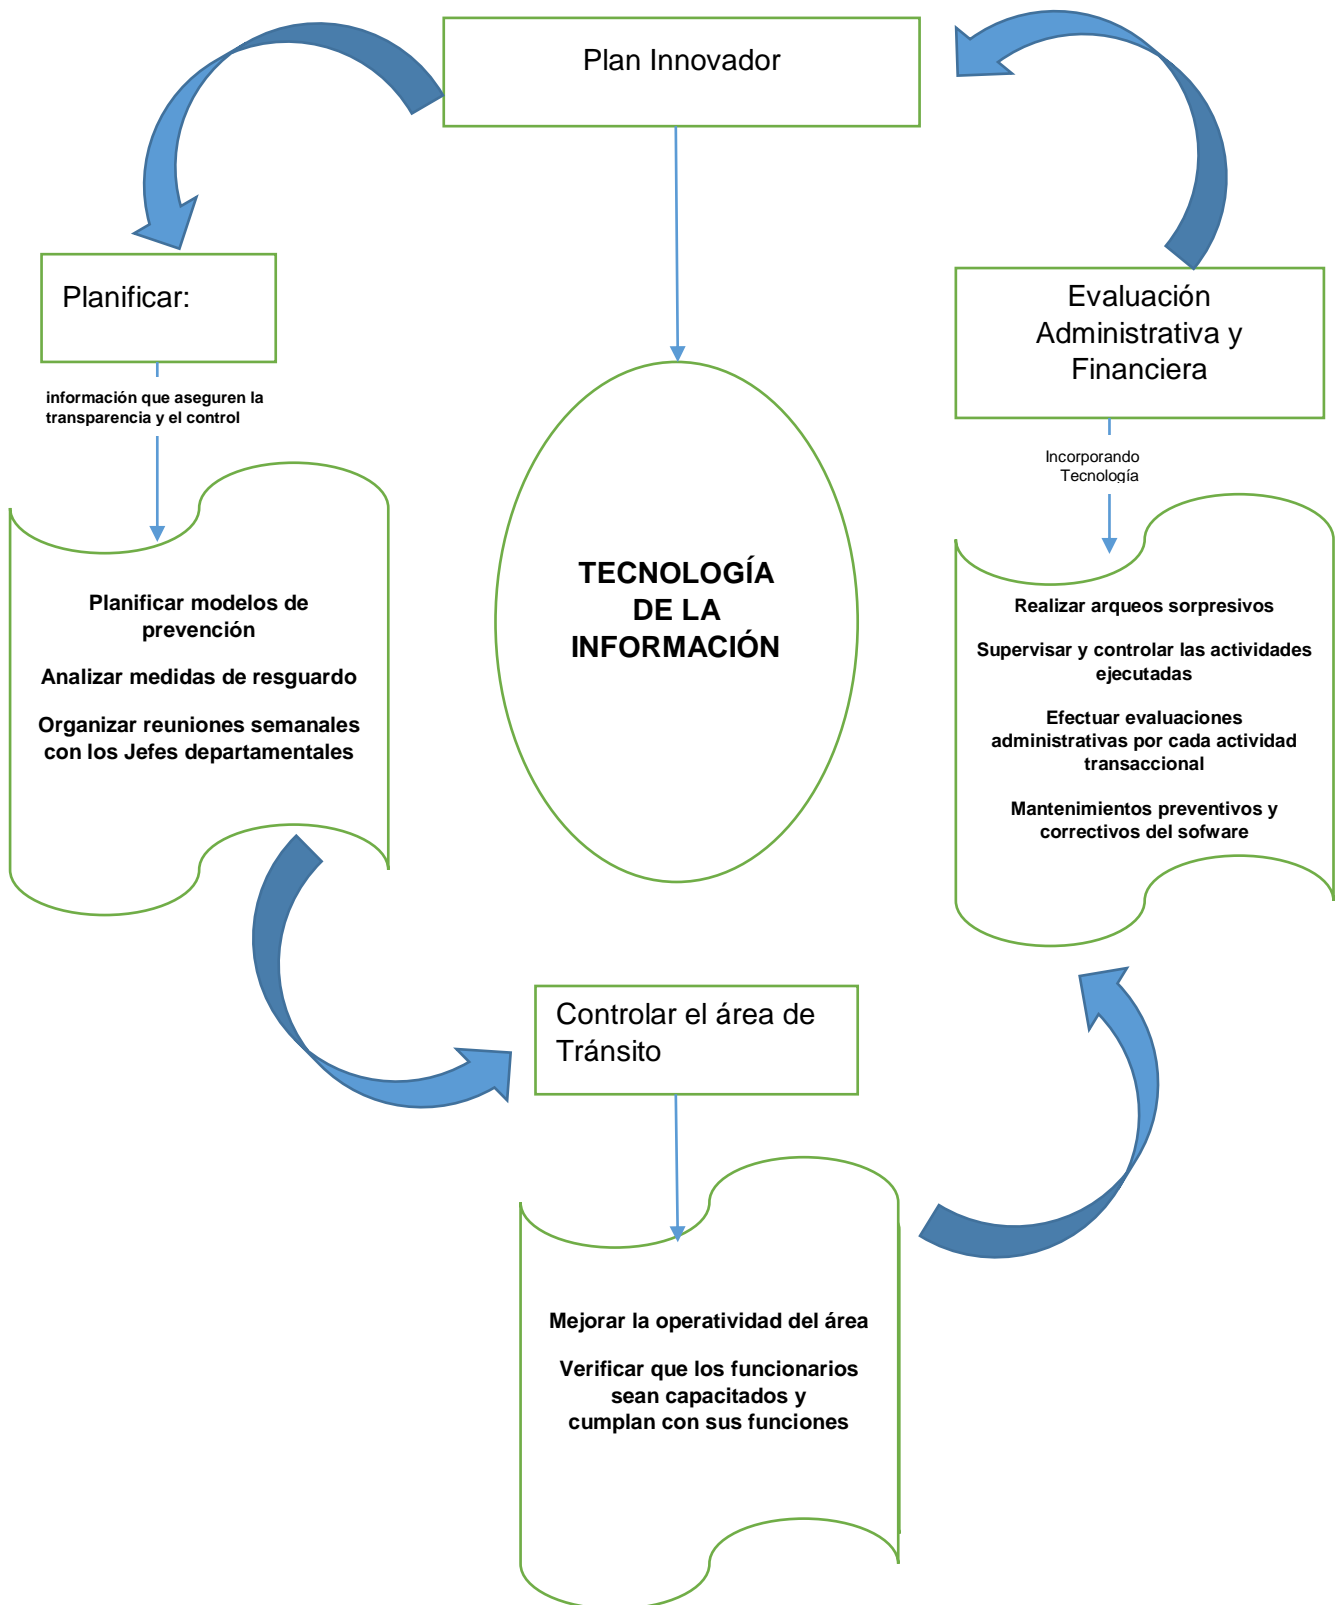 Plan Innovador
Planificar:
información que aseguren la
transparencia y el control
Planificar modelos de
prevención
Analizar medidas de resguardo
Organizar reuniones semanales
con los Jefes departamentales
TECNOLOGÍA
DE LA
INFORMACIÓN
Controlar el área de
Tránsito
Mejorar la operatividad del área
Verificar que los funcionarios
sean capacitados y
cumplan con sus funciones
Evaluación
Administrativa y
Financiera
Incorporando
Tecnología
Realizar arqueos sorpresivos
Supervisar y controlar las actividades
ejecutadas
Efectuar evaluaciones
administrativas por cada actividad
transaccional
Mantenimientos preventivos y
correctivos del sofware